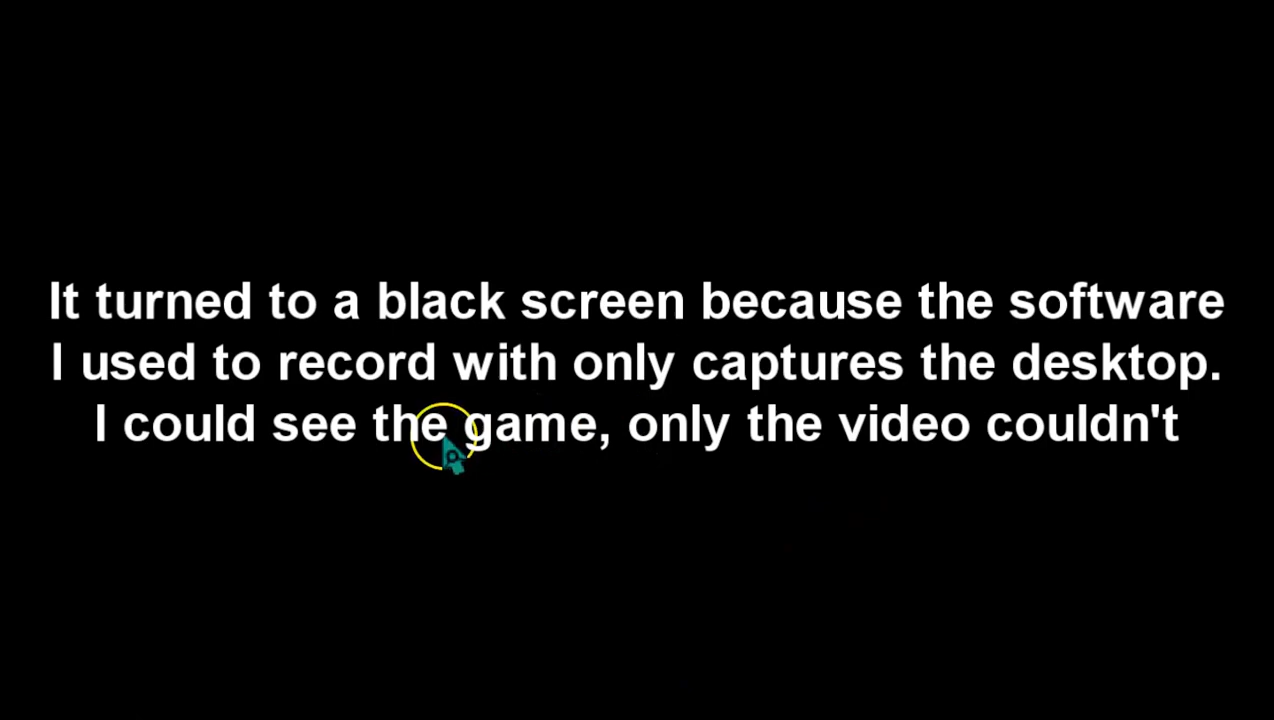 It turned to a black screen because the software
I used to record with only captures the desktop.
I could see the game, only the video couldn't